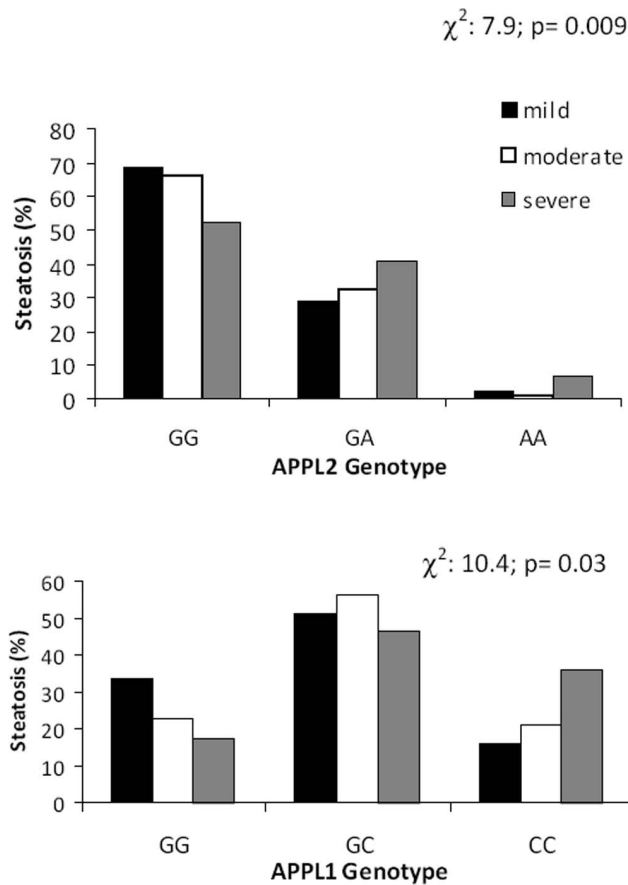 χ²: 7.9; p= 0.009
mild
moderate
severe
Steatosis (%)
80
70
60
50
40
30
20
10
0
GG GA AA
APPL2 Genotype
χ²: 10.4; p= 0.03
Steatosis (%)
60
50
40
30
20
10
0
GG GC CC
APPL1 Genotype